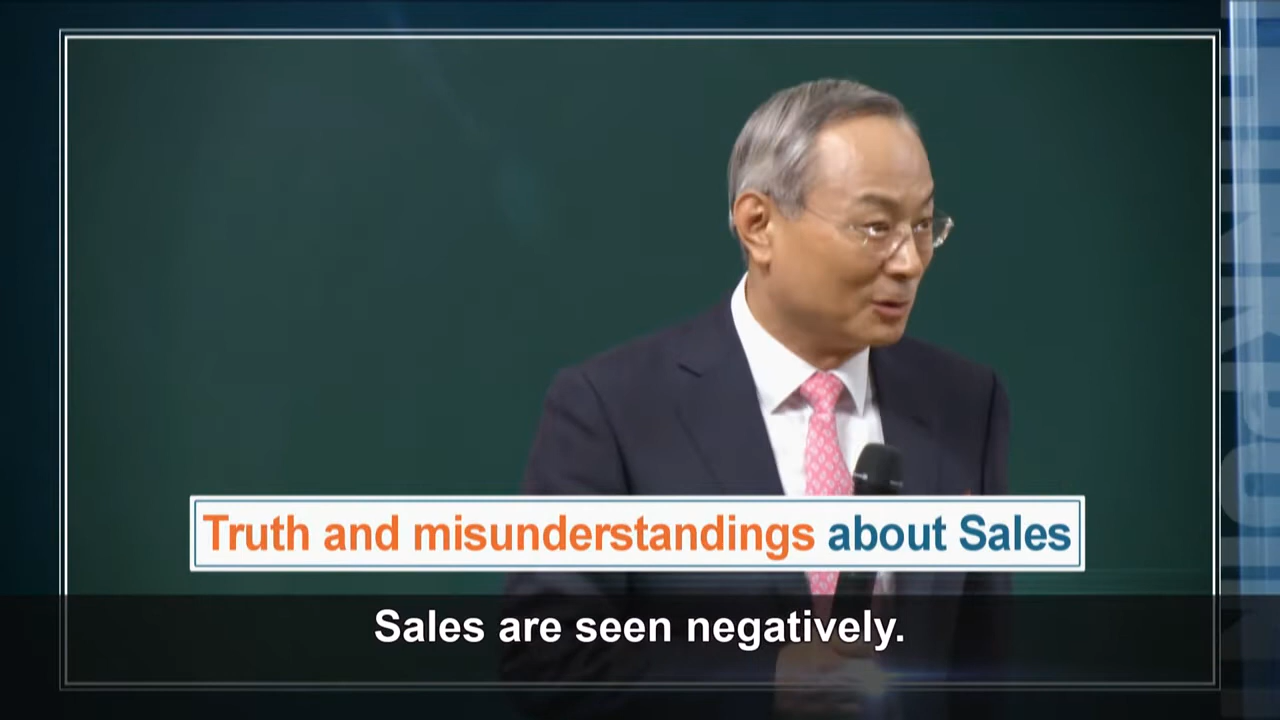 Truth and misunderstandings about Sales
Sales are seen negatively.